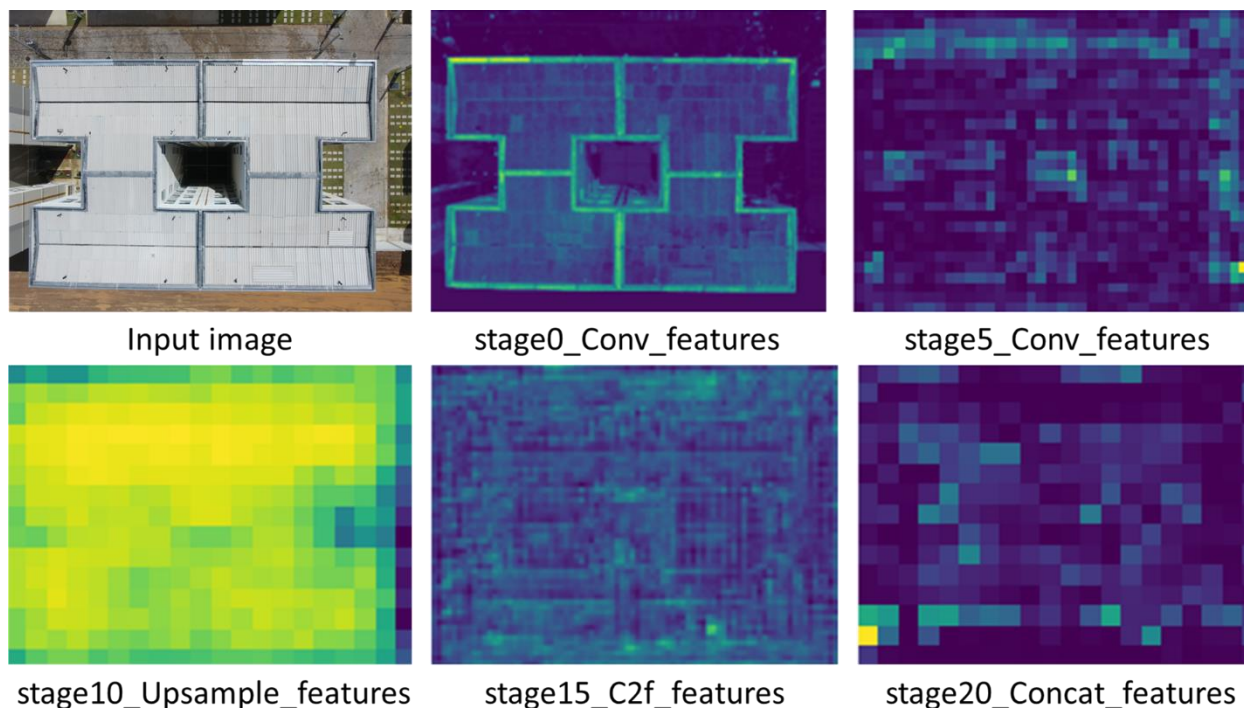 Input image
stage0_Conv_features
stage5_Conv_features
stage10_Upsample_features
stage15_C2f_features
stage20_Concat_features